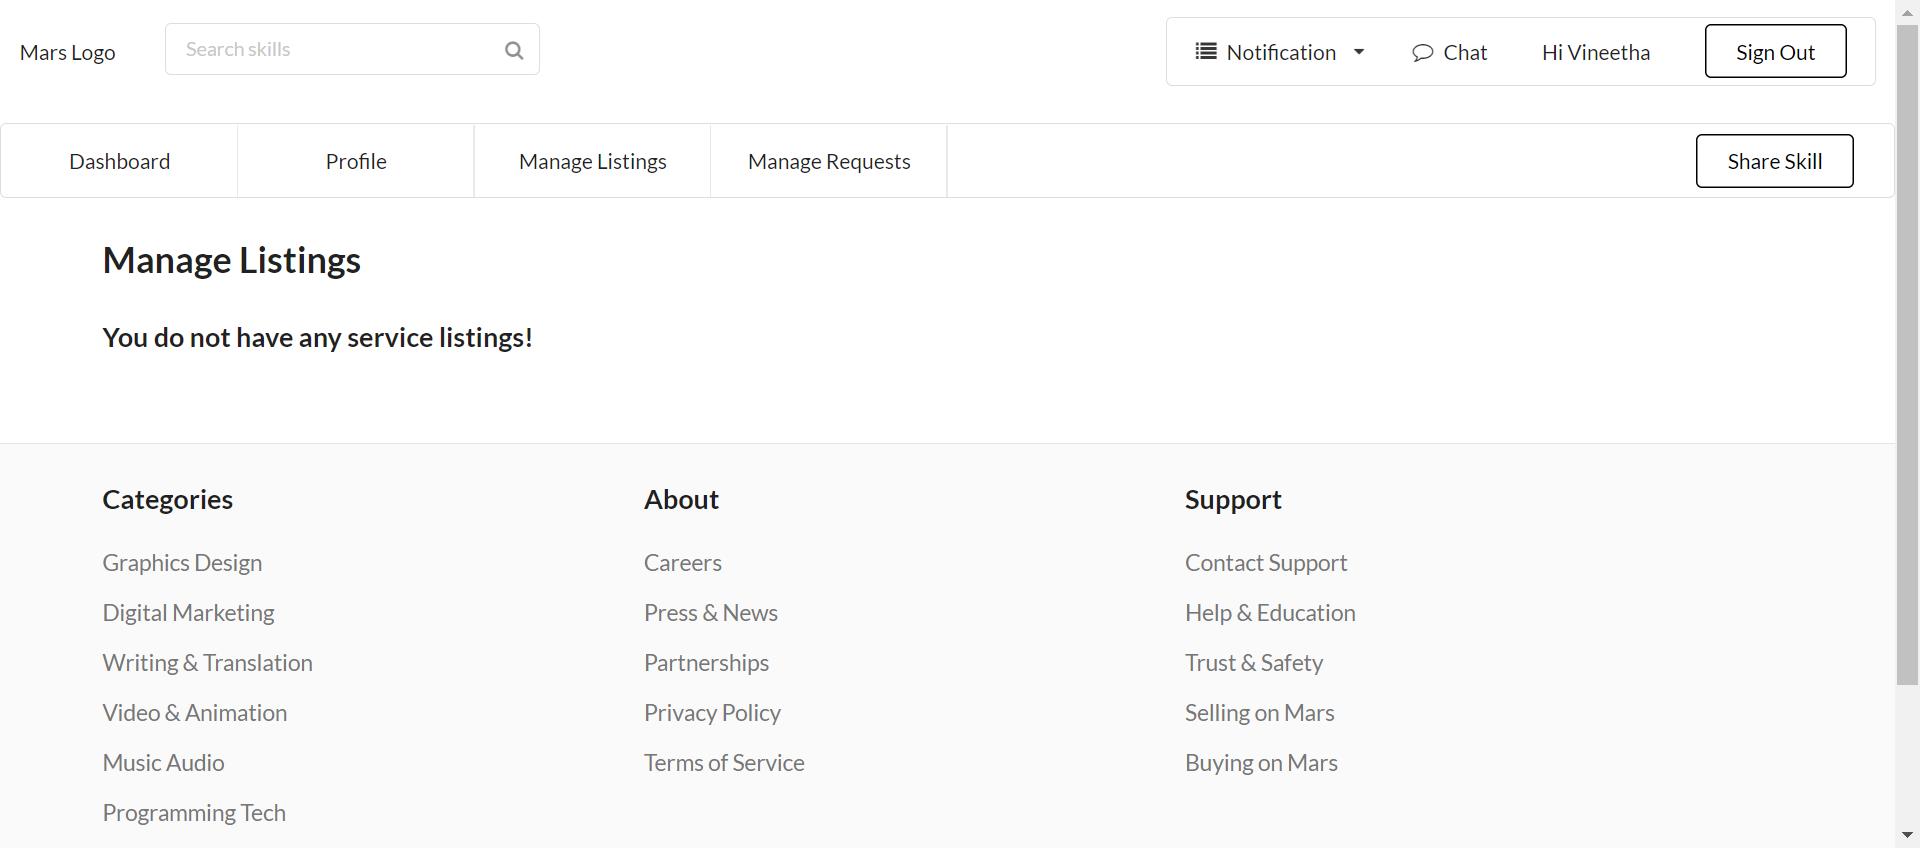 Mars Logo
Search skills
Notification
Chat
Hi Vineetha
Sign Out
Dashboard
Profile
Manage Listings
Manage Requests
Share Skill
Manage Listings
You do not have any service listings!
Categories
Graphics Design
Digital Marketing
Writing & Translation
Video & Animation
Music Audio
Programming Tech
About
Careers
Press & News
Partnerships
Privacy Policy
Terms of Service
Support
Contact Support
Help & Education
Trust & Safety
Selling on Mars
Buying on Mars